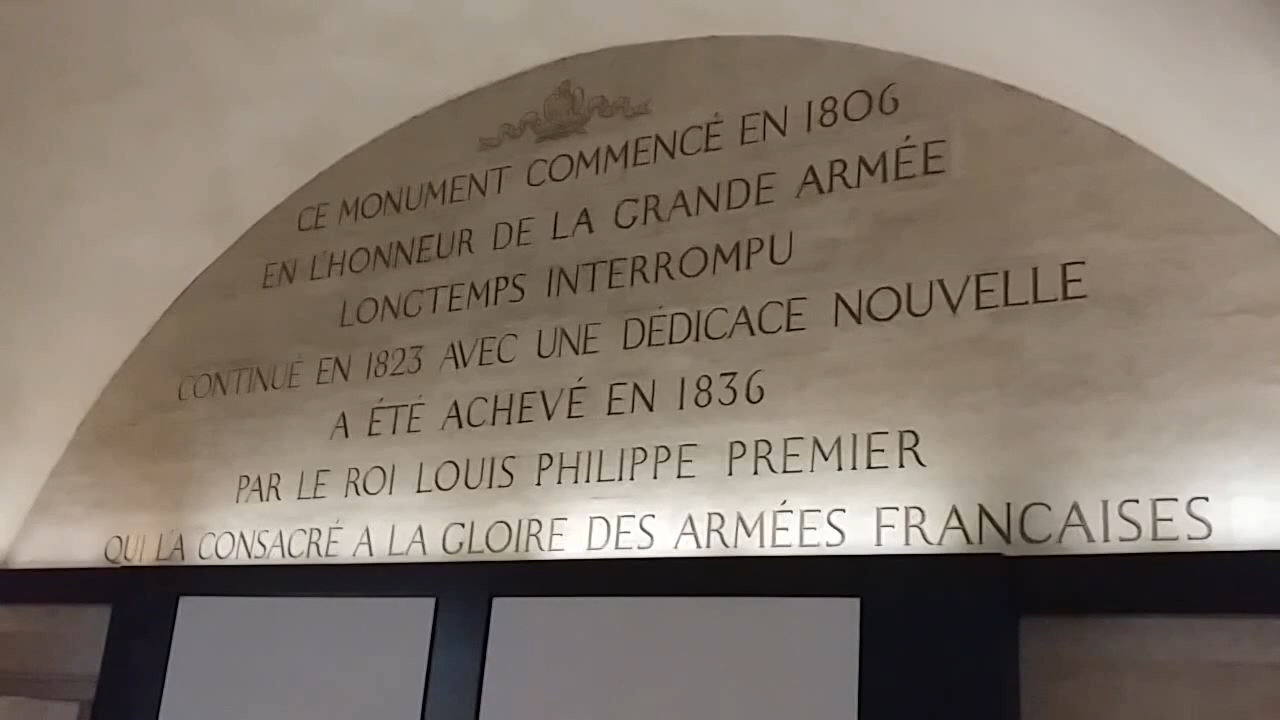 CE MONUMENT COMMENCÉ EN 1806
EN L'HONNEUR DE LA GRANDE ARMÉE
LONGTEMPS INTERROMPU
CONTINUÉ EN 1823 AVEC UNE DÉDICACE NOUVELLE
A ÉTÉ ACHEVÉ EN 1836
PAR LE ROI LOUIS PHILIPPE PREMIER
QUI L'A CONSACRÉ A LA GLOIRE DES ARMÉES FRANCAISES